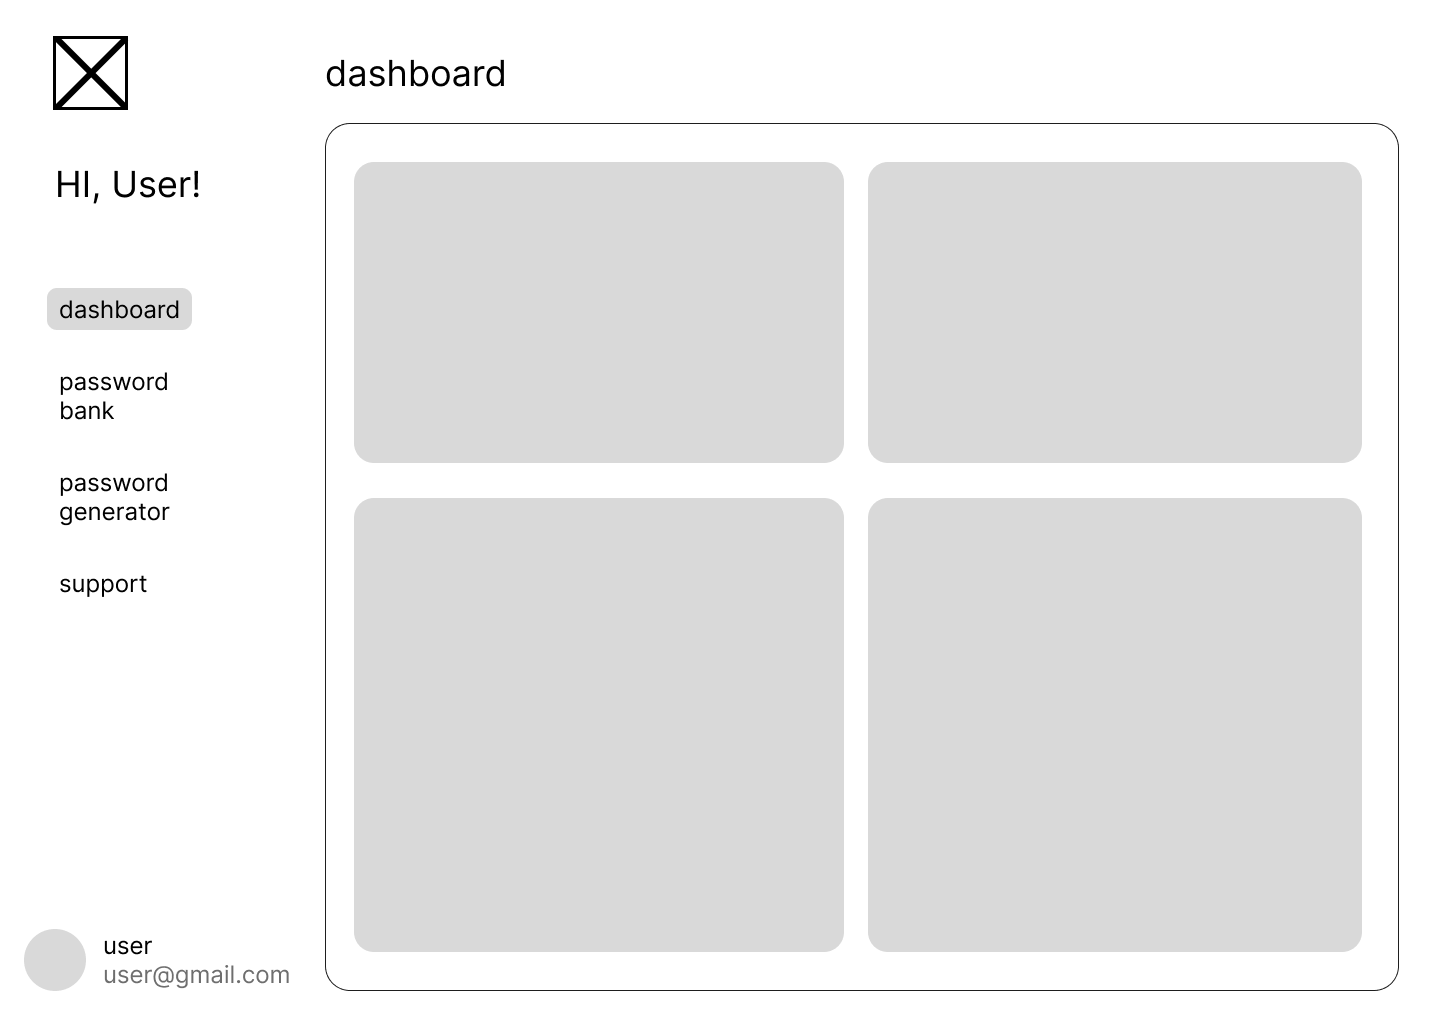 HI, User!
dashboard
password
bank
password
generator
support
user
user@gmail.com
dashboard